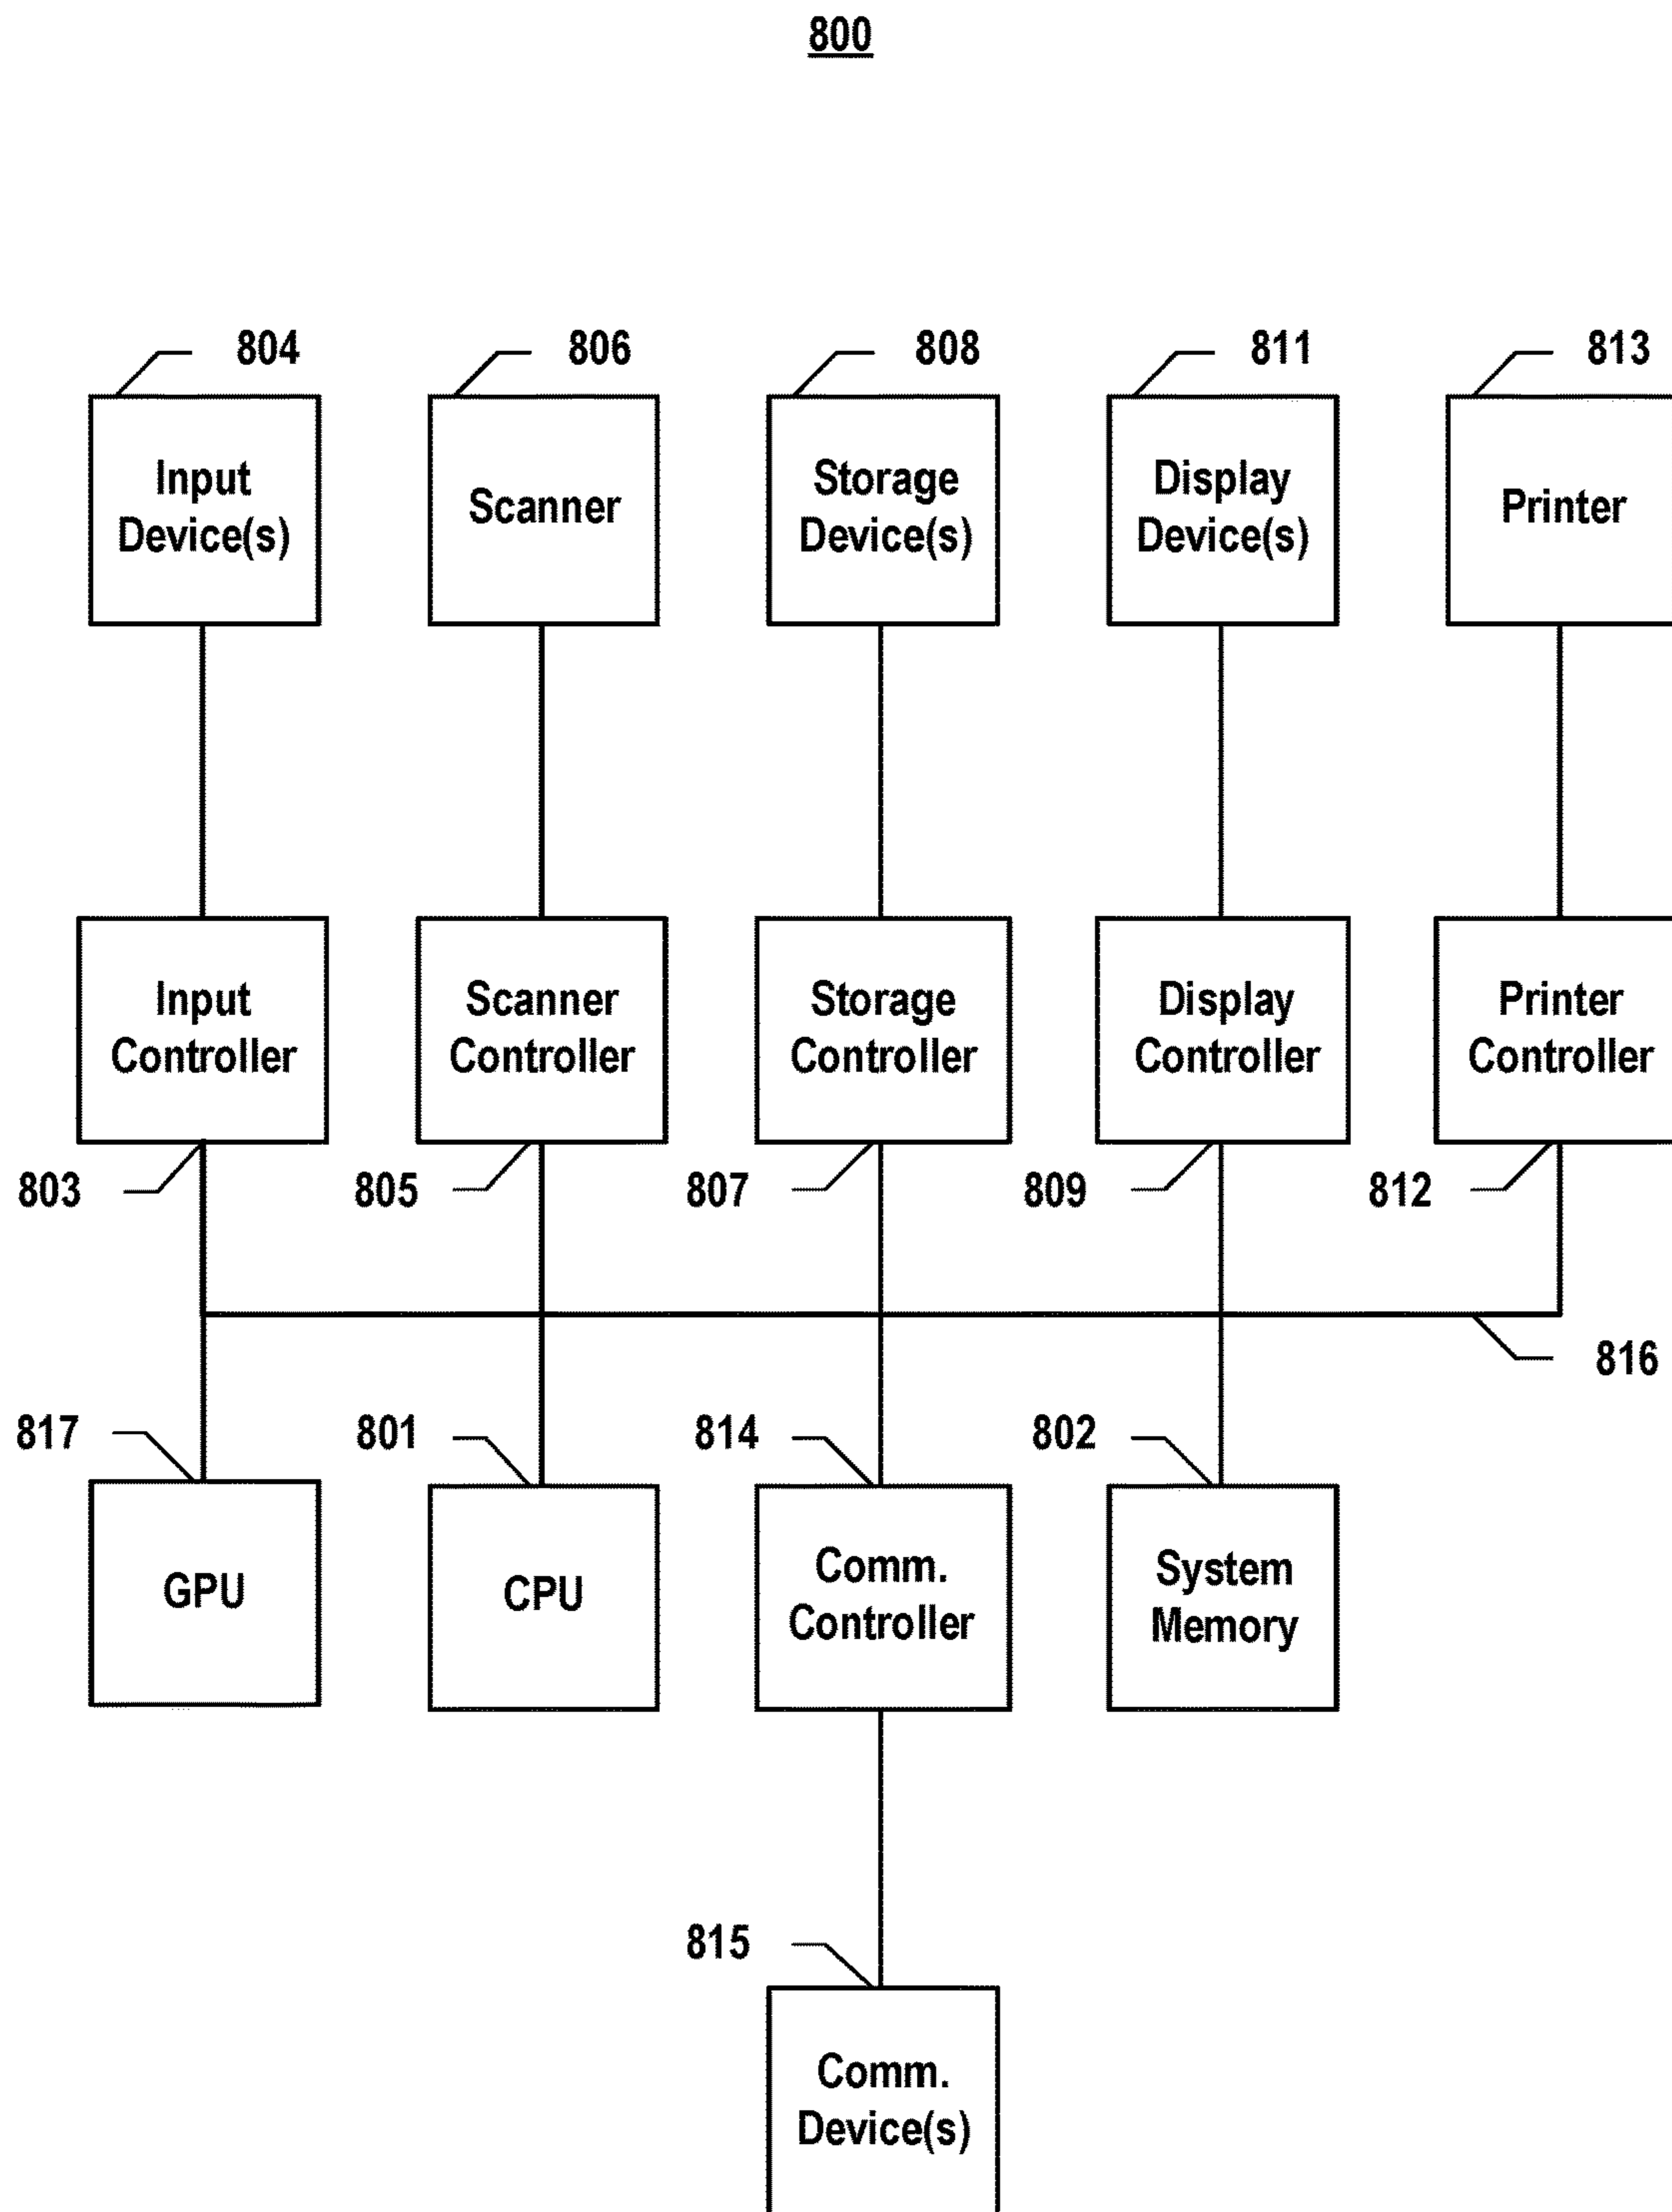 800
804
806
808
811
813
Input
Device(s)
Scanner
Storage
Device(s)
Display
Device(s)
Printer
Input
Controller
Scanner
Controller
Storage
Controller
Display
Controller
Printer
Controller
803
805
807
809
812
816
817
801
814
802
GPU
CPU
Comm.
Controller
System
Memory
815
Comm.
Device(s)